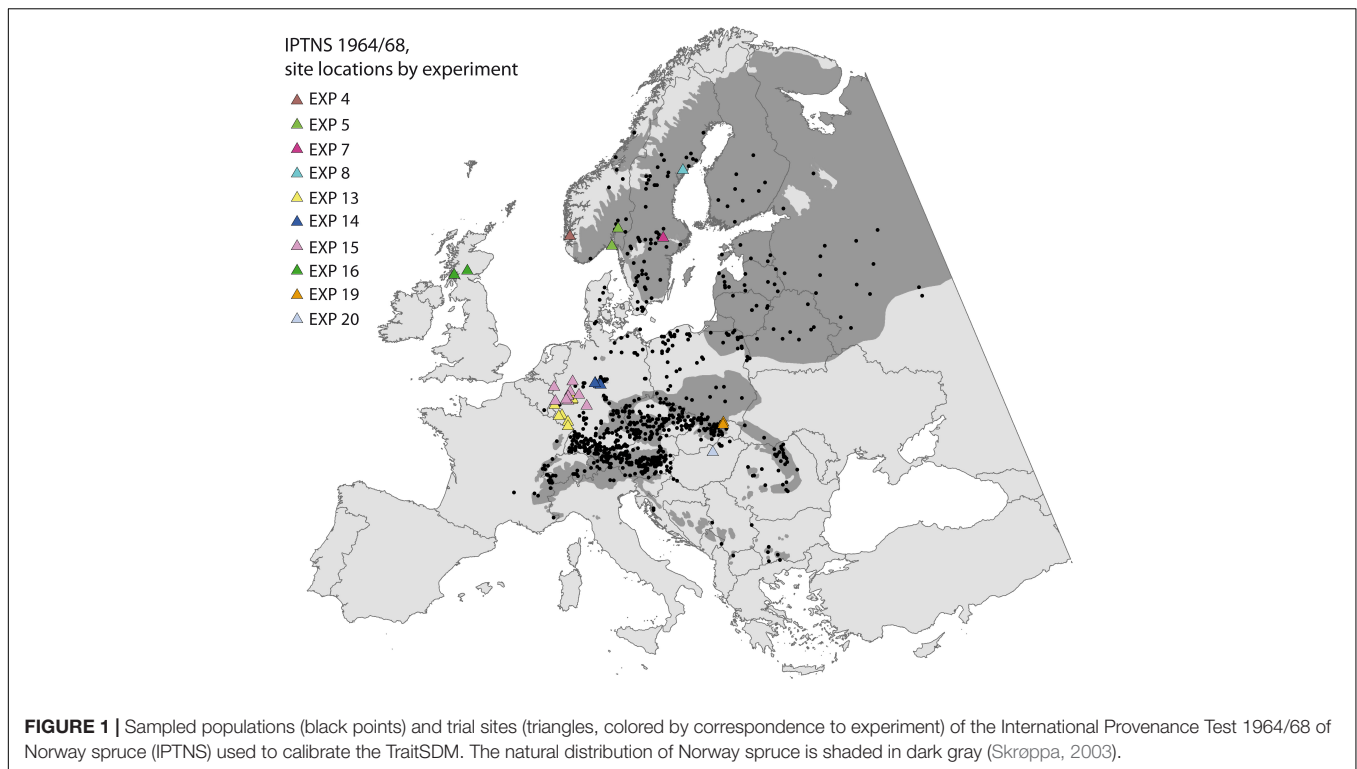 IPTNS 1964/68,
site locations by experiment
EXP 4
EXP 5
EXP 7
EXP 8
EXP 13
EXP 14
EXP 15
EXP 16
EXP 19
EXP 20
FIGURE 1 | Sampled populations (black points) and trial sites (triangles, colored by correspondence to experiment) of the International Provenance Test 1964/68 of
Norway spruce (IPTNS) used to calibrate the TraitSDM. The natural distribution of Norway spruce is shaded in dark gray (Skrøppa, 2003).